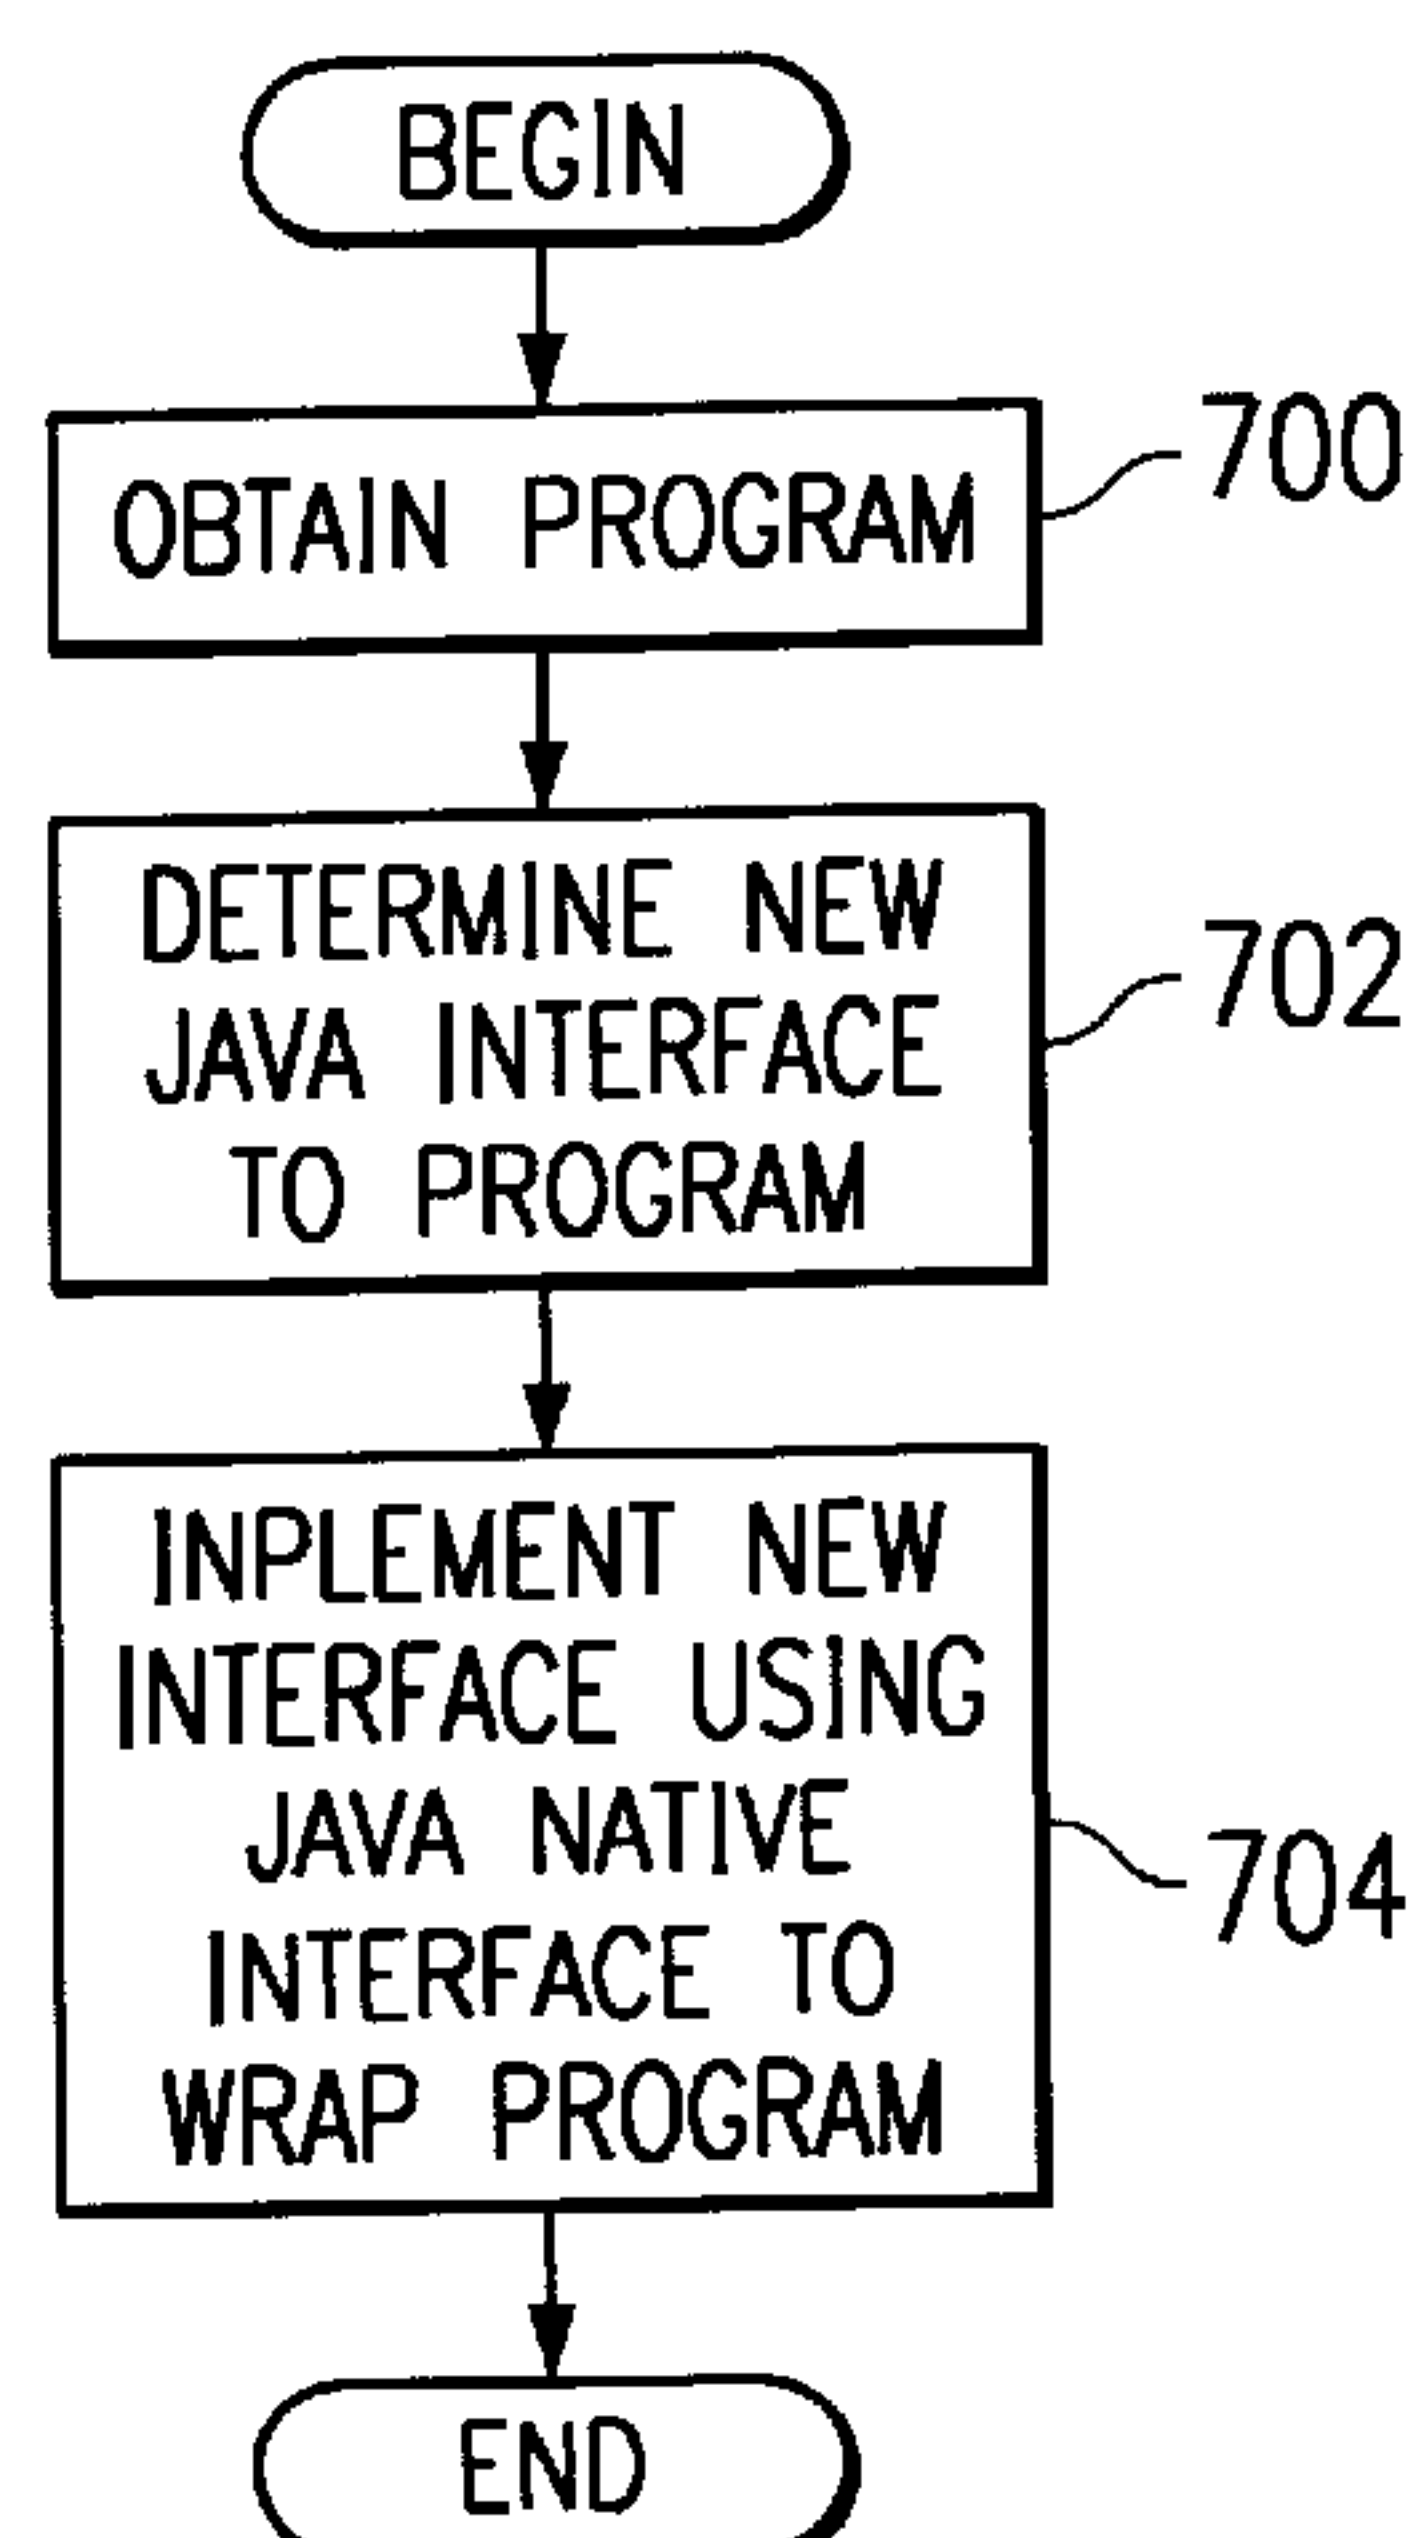 BEGIN
OBTAIN PROGRAM
700
DETERMINE NEW
JAVA INTERFACE
TO PROGRAM
702
INPLEMENT NEW
INTERFACE USING
JAVA NATIVE
INTERFACE TO
WRAP PROGRAM
704
END